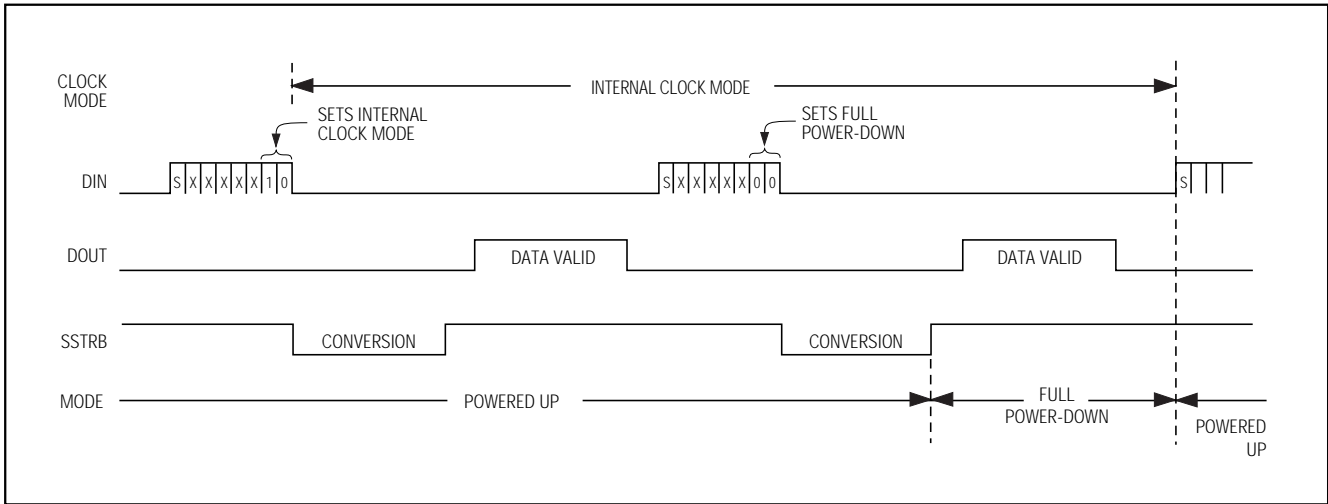 CLOCK
MODE
INTERNAL CLOCK MODE
SETS INTERNAL
CLOCK MODE
SETS FULL
POWER-DOWN
DIN
S X X X X X 1 0
S X X X X X 0 0
S
DOUT
DATA VALID
DATA VALID
SSTRB
CONVERSION
CONVERSION
MODE
POWERED UP
FULL
POWER-DOWN
POWERED
UP